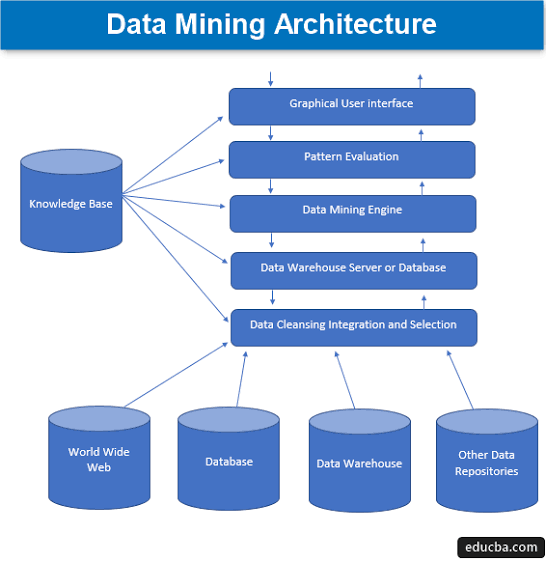 Data Mining Architecture
Graphical User interface
Pattern Evaluation
Knowledge Base
Data Mining Engine
Data Warehouse Server or Database
Data Cleansing Integration and Selection
World Wide
Web
Database
Data Warehouse
Other Data
Repositories
educba.com